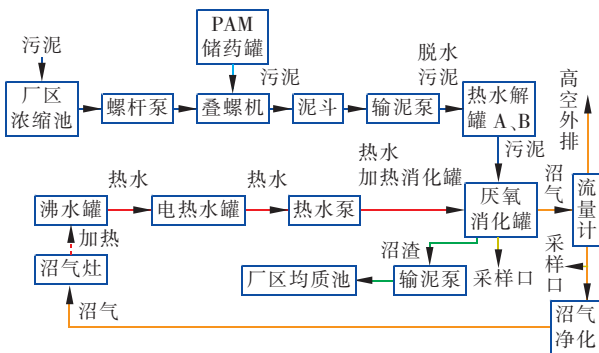 PAM
储药罐
污泥
污泥
脱水
污泥
厂区
浓缩池
螺杆泵
叠螺机
泥斗
输泥泵
热水解
罐A、B
高空外排
热水
加热消化罐
污泥
沼气
热水
热水
沸水罐
电热水罐
热水泵
厌氧
消化罐
流量计
加热
沼气灶
沼渣
采样口
厂区均质池
输泥泵
采样口
沼气
沼气
净化